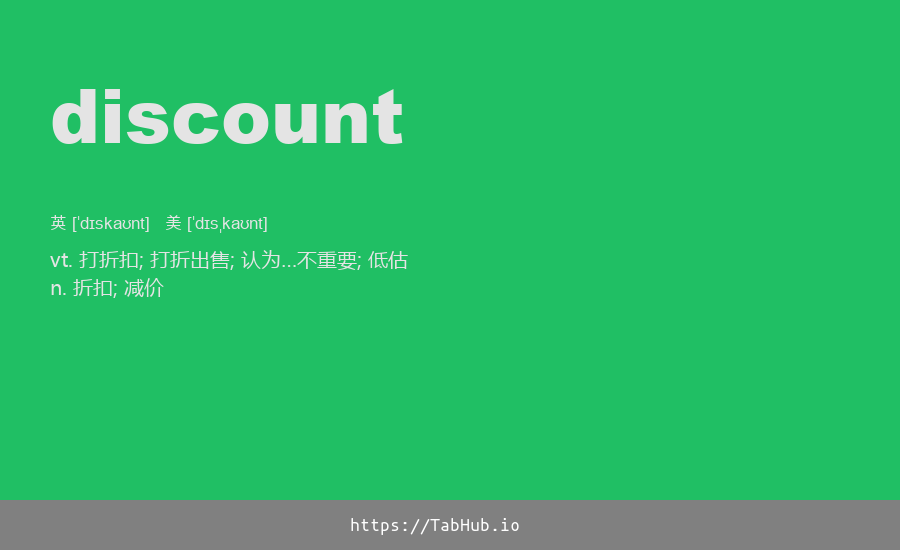 discount
英 [ˈdɪskaʊnt] 美 [ˈdɪsˌkaʊnt]
vt. 打折扣; 打折出售; 认为...不重要; 低估
n. 折扣; 减价
https://TabHub.io